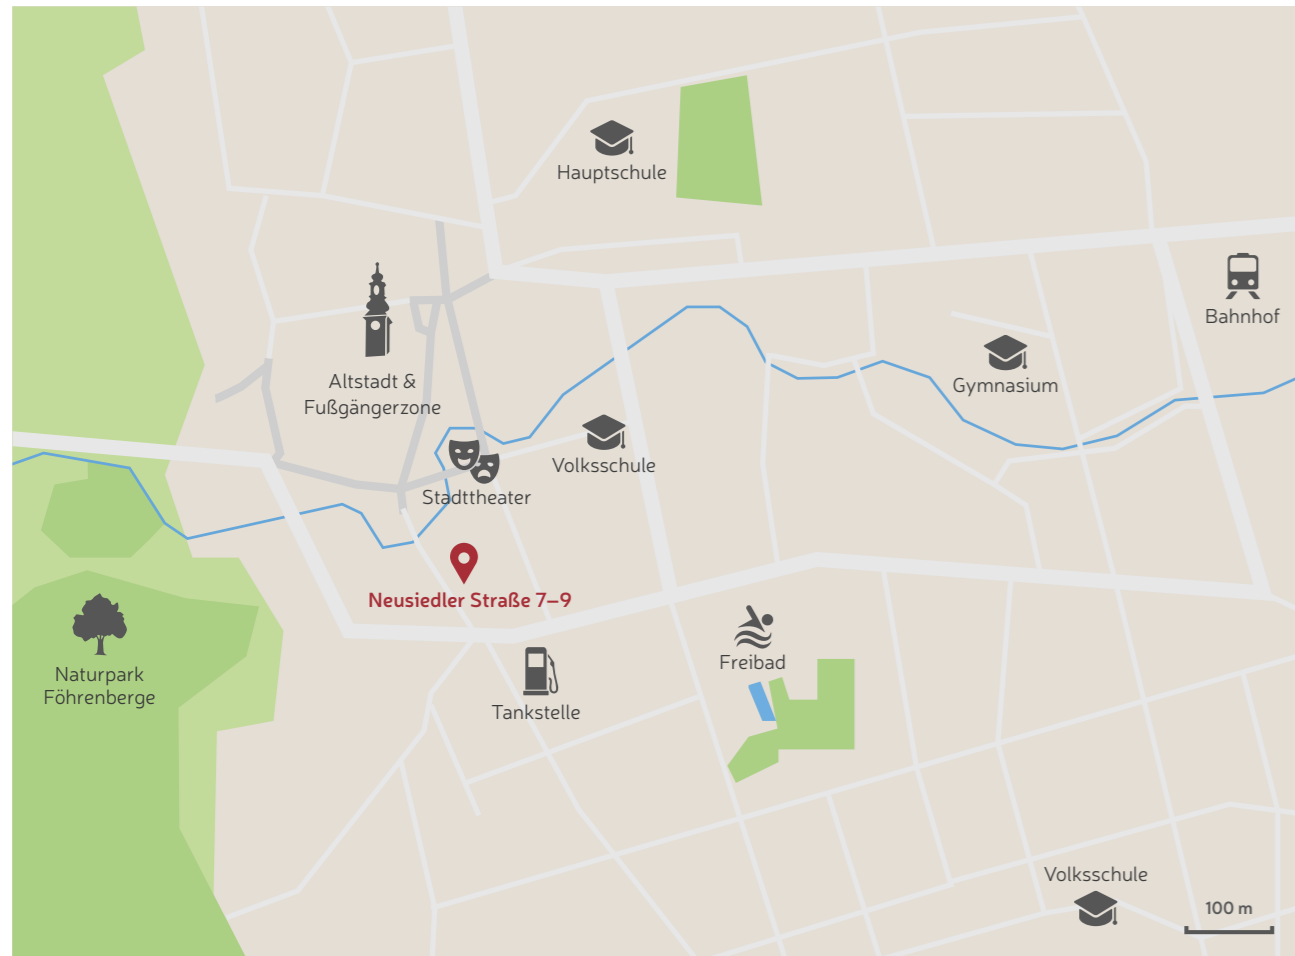 Hauptschule
Bahnhof
Altstadt &
Fußgängerzone
Gymnasium
Volksschule
Stadttheater
Neusiedler Straße 7–9
Freibad
Naturpark
Föhrenberge
Tankstelle
Volksschule
100 m